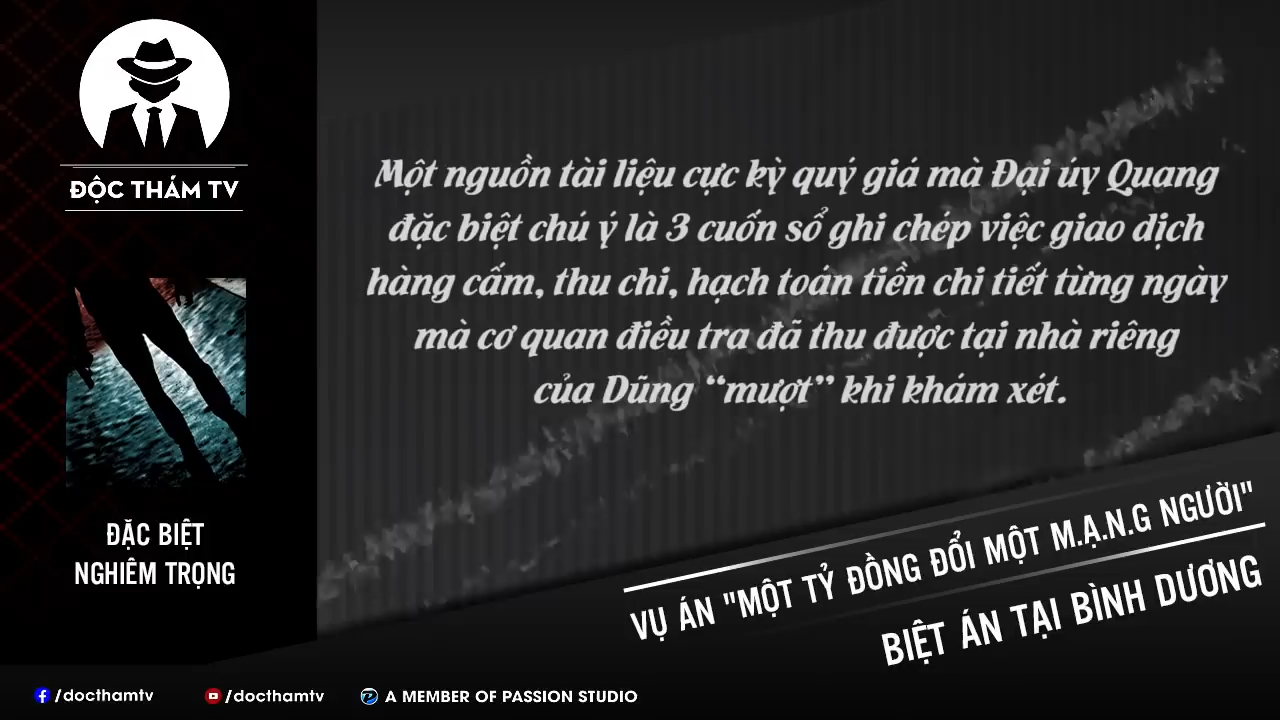 ĐỘC THÁM TV
ĐẶC BIỆT
NGHIÊM TRỌNG
Một nguồn tài liệu cực kỳ quý giá mà Đại úy Quang
đặc biệt chú ý là 3 cuốn sổ ghi chép việc giao dịch
hàng cấm, thu chi, hạch toán tiền chi tiết từng ngày
mà cơ quan điều tra đã thu được tại nhà riêng
của Dũng “mượt” khi khám xét.
VỤ ÁN "MỘT TỶ ĐỒNG ĐỔI MỘT M.Ạ.N.G NGƯỜI"
BIỆT ÁN TẠI BÌNH DƯƠNG
/docthamtv
/docthamtv
A MEMBER OF PASSION STUDIO